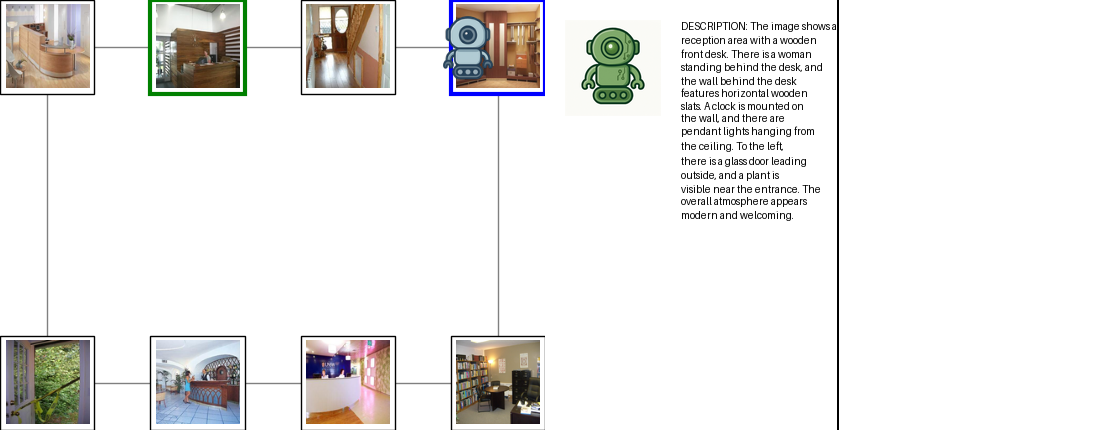 DESCRIPTION: The image shows a
reception area with a wooden
front desk. There is a woman
standing behind the desk, and
the wall behind the desk
features horizontal wooden
slats. A clock is mounted on
the wall, and there are
pendant lights hanging from
the ceiling. To the left,
there is a glass door leading
outside, and a plant is
visible near the entrance. The
overall atmosphere appears
modern and welcoming.